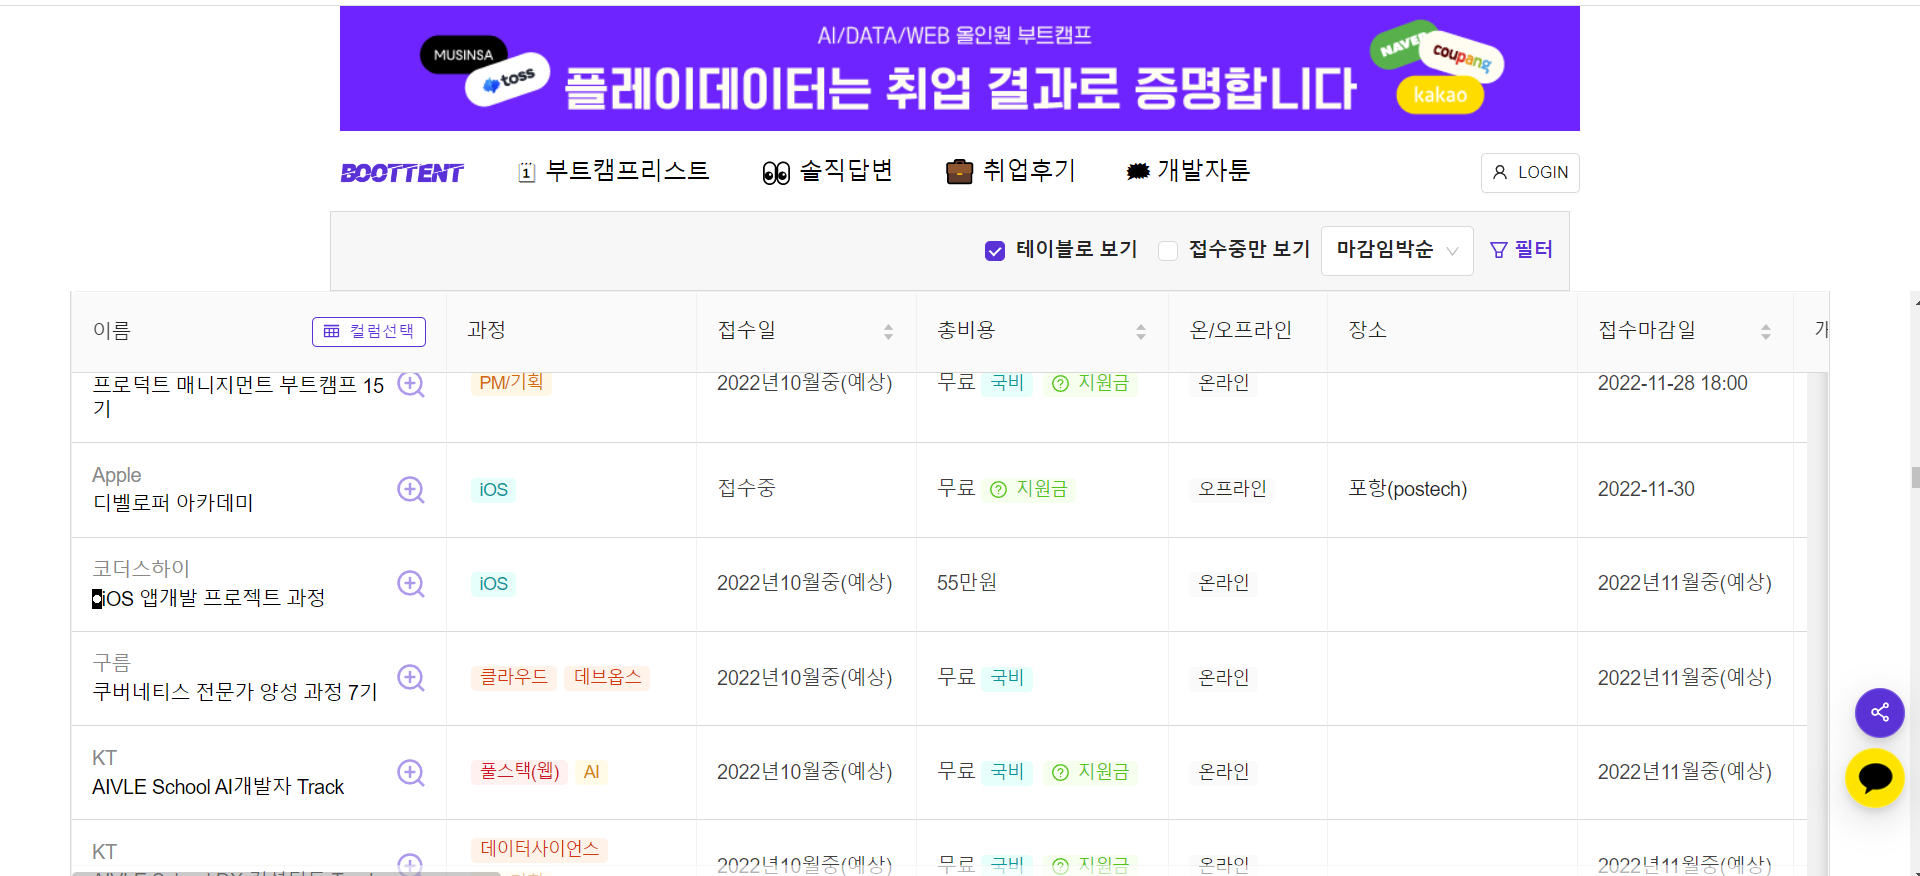 AI/DATA/WEB 올인원 부트캠프
MUSINSA
toss
플레이데이터는 취업 결과로 증명합니다
NAVER
coupang
kakao
BOOTTENT
1 부트캠프리스트
솔직답변
취업후기
개발자툰
LOGIN
테이블로 보기
접수중만 보기
마감임박순
필터
이름 컬럼선택 과정 접수일 총비용 온/오프라인 장소 접수마감일
프로덕트 매니지먼트 부트캠프 15
기
PM/기획 2022년10월중(예상) 무료 국비 지원금 온라인 2022-11-28 18:00
Apple
디벨로퍼 아카데미
iOS 접수중 무료 지원금 오프라인 포항(postech) 2022-11-30
코더스하이
iOS 앱개발 프로젝트 과정
iOS 2022년10월중(예상) 55만원 온라인 2022년11월중(예상)
구름
쿠버네티스 전문가 양성 과정 7기
클라우드 데브옵스 2022년10월중(예상) 무료 국비 온라인 2022년11월중(예상)
KT
AIVLE School AI개발자 Track
풀스택(웹) AI 2022년10월중(예상) 무료 국비 지원금 온라인 2022년11월중(예상)
KT
데이터사이언스
2022년10월중(예상) 무료 국비 지원금 온라인 2022년11월중(예상)